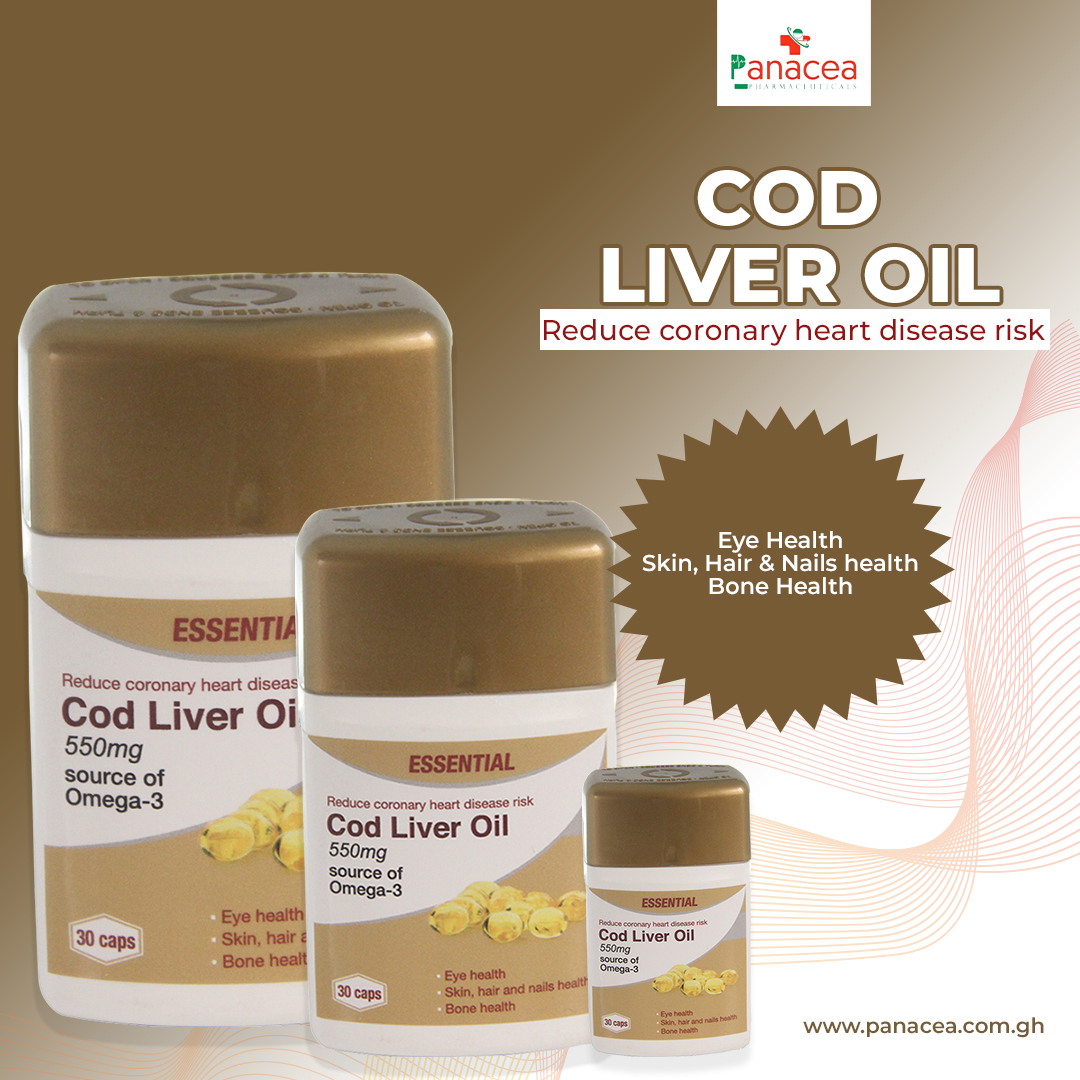 Panacea
PHARMACEUTICALS
COD
LIVER OIL
Reduce coronary heart disease risk
Eye Health
Skin, Hair & Nails health
Bone Health
ESSENTIA
Reduce coronary heart diseas
Cod Liver Oi
550mg
source of
Omega-3
30 caps
· Eye health
· Skin, hair a
· Bone healt
ESSENTIAL
Reduce coronary heart disease risk
Cod Liver Oil
550mg
source of
Omega-3
30 caps
· Eye health
· Skin, hair and nails health
· Bone health
ESSENTIAL
Reduce coronary heart disease risk
Cod Liver Oil
550mg
source of
Omega-3
30 caps
· Eye health
· Skin, hair and nails health
· Bone health
www.panacea.com.gh